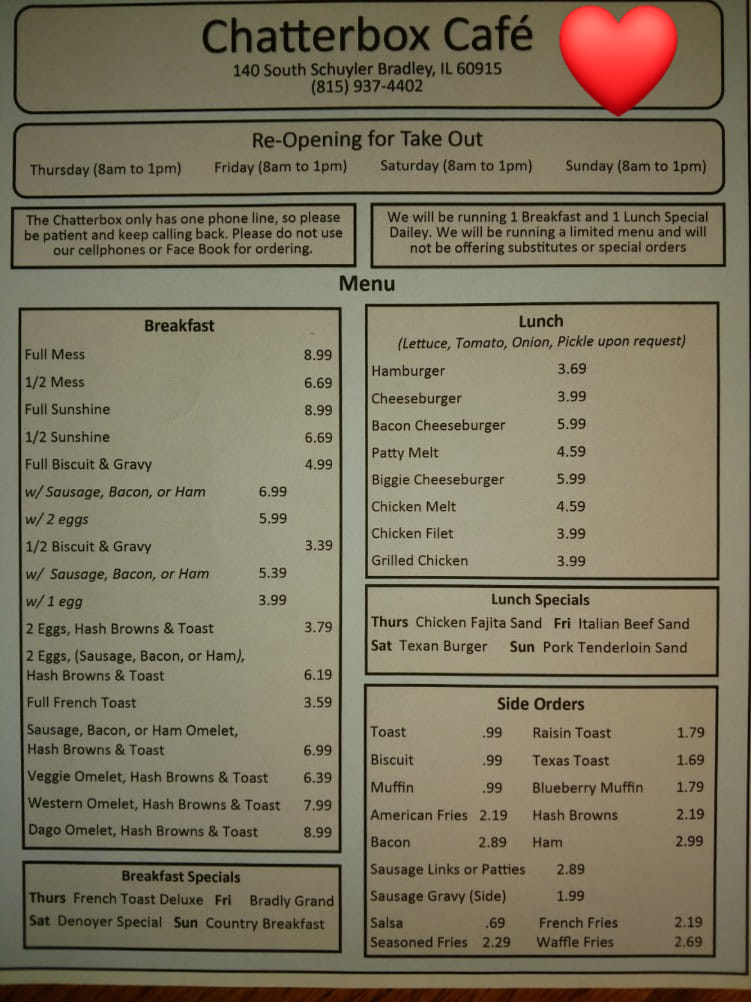 Chatterbox Café
140 South Schuyler Bradley, IL 60915
(815) 937-4402
Re-Opening for Take Out
Thursday (8am to 1pm) Friday (8am to 1pm) Saturday (8am to 1pm) Sunday (8am to 1pm)
The Chatterbox only has one phone line, so please
be patient and keep calling back. Please do not use
our cellphones or Face Book for ordering.
We will be running 1 Breakfast and 1 Lunch Special
Dailey. We will be running a limited menu and will
not be offering substitutes or special orders
Menu
Breakfast
Full Mess 8.99
1/2 Mess 6.69
Full Sunshine 8.99
1/2 Sunshine 6.69
Full Biscuit & Gravy 4.99
w/ Sausage, Bacon, or Ham 6.99
w/ 2 eggs 5.99
1/2 Biscuit & Gravy 3.39
w/ Sausage, Bacon, or Ham 5.39
w/ 1 egg 3.99
2 Eggs, Hash Browns & Toast 3.79
2 Eggs, (Sausage, Bacon, or Ham),
Hash Browns & Toast 6.19
Full French Toast 3.59
Sausage, Bacon, or Ham Omelet,
Hash Browns & Toast 6.99
Veggie Omelet, Hash Browns & Toast 6.39
Western Omelet, Hash Browns & Toast 7.99
Dago Omelet, Hash Browns & Toast 8.99
Breakfast Specials
Thurs French Toast Deluxe Fri Bradly Grand
Sat Denoyer Special Sun Country Breakfast
Lunch
(Lettuce, Tomato, Onion, Pickle upon request)
Hamburger 3.69
Cheeseburger 3.99
Bacon Cheeseburger 5.99
Patty Melt 4.59
Biggie Cheeseburger 5.99
Chicken Melt 4.59
Chicken Filet 3.99
Grilled Chicken 3.99
Lunch Specials
Thurs Chicken Fajita Sand Fri Italian Beef Sand
Sat Texan Burger Sun Pork Tenderloin Sand
Side Orders
Toast .99 Raisin Toast 1.79
Biscuit .99 Texas Toast 1.69
Muffin .99 Blueberry Muffin 1.79
American Fries 2.19 Hash Browns 2.19
Bacon 2.89 Ham 2.99
Sausage Links or Patties 2.89
Sausage Gravy (Side) 1.99
Salsa .69 French Fries 2.19
Seasoned Fries 2.29 Waffle Fries 2.69